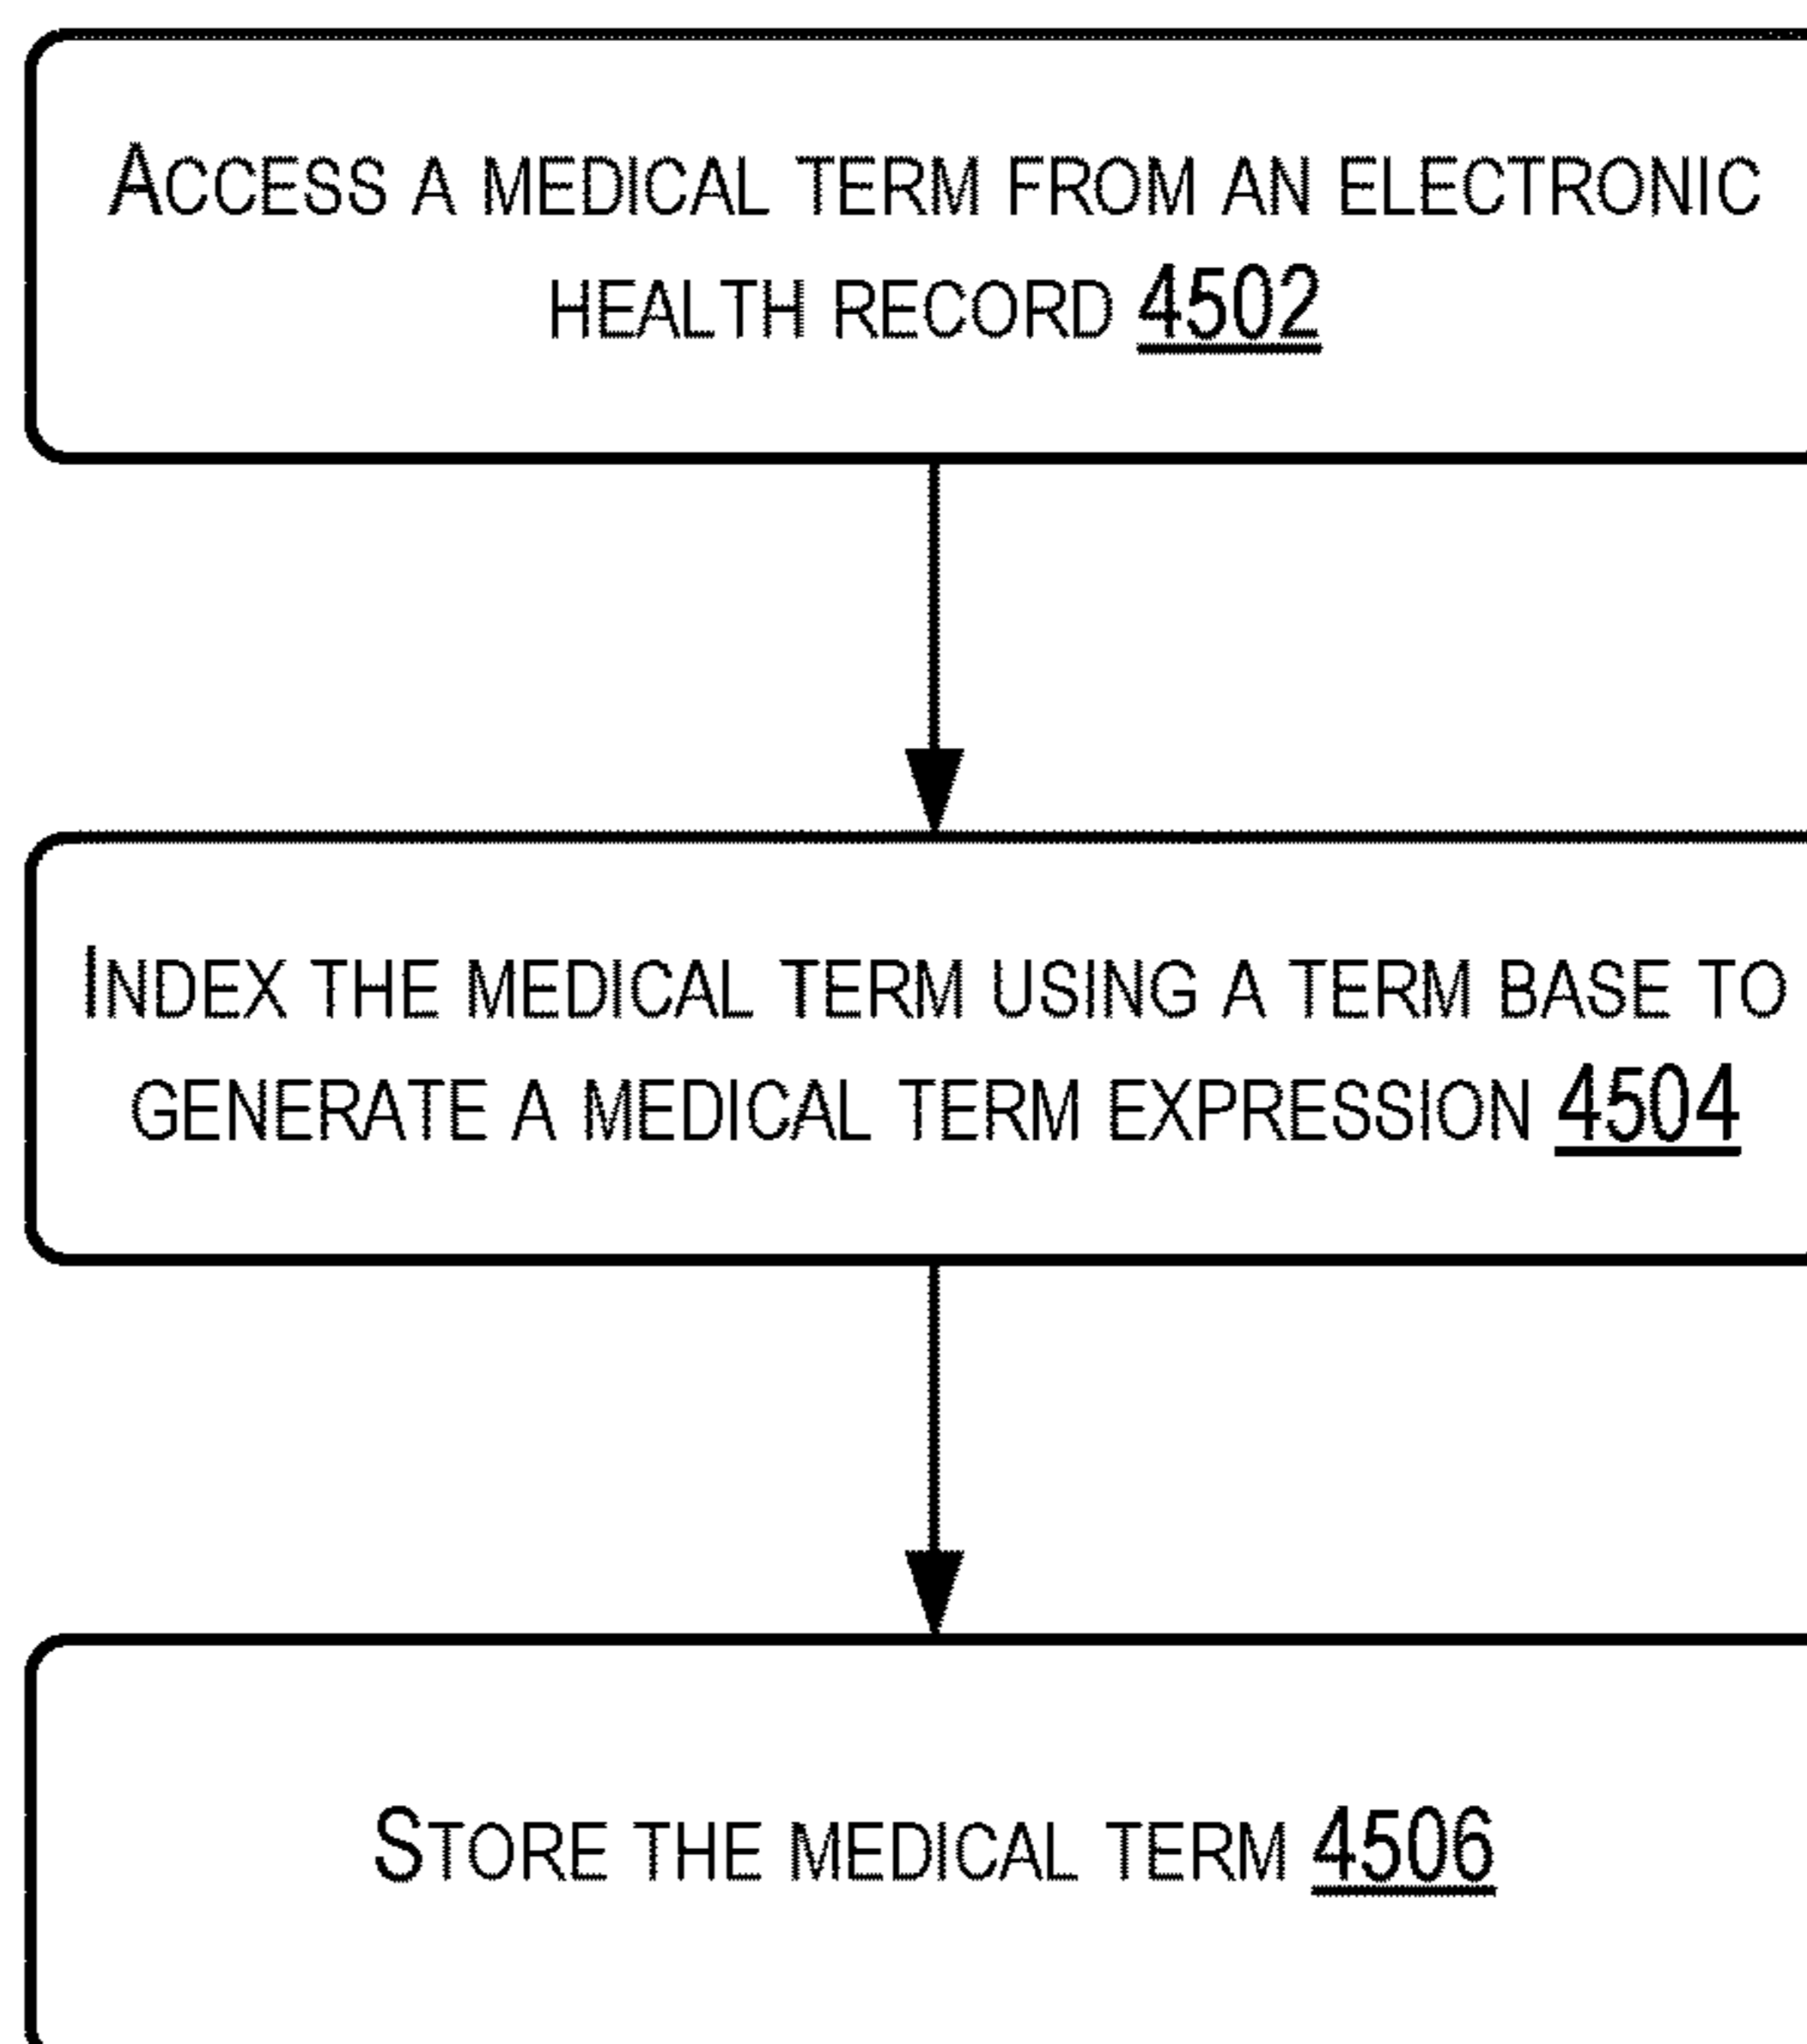 ACCESS A MEDICAL TERM FROM AN ELECTRONIC
HEALTH RECORD 4502
INDEX THE MEDICAL TERM USING A TERM BASE TO
GENERATE A MEDICAL TERM EXPRESSION 4504
STORE THE MEDICAL TERM 4506